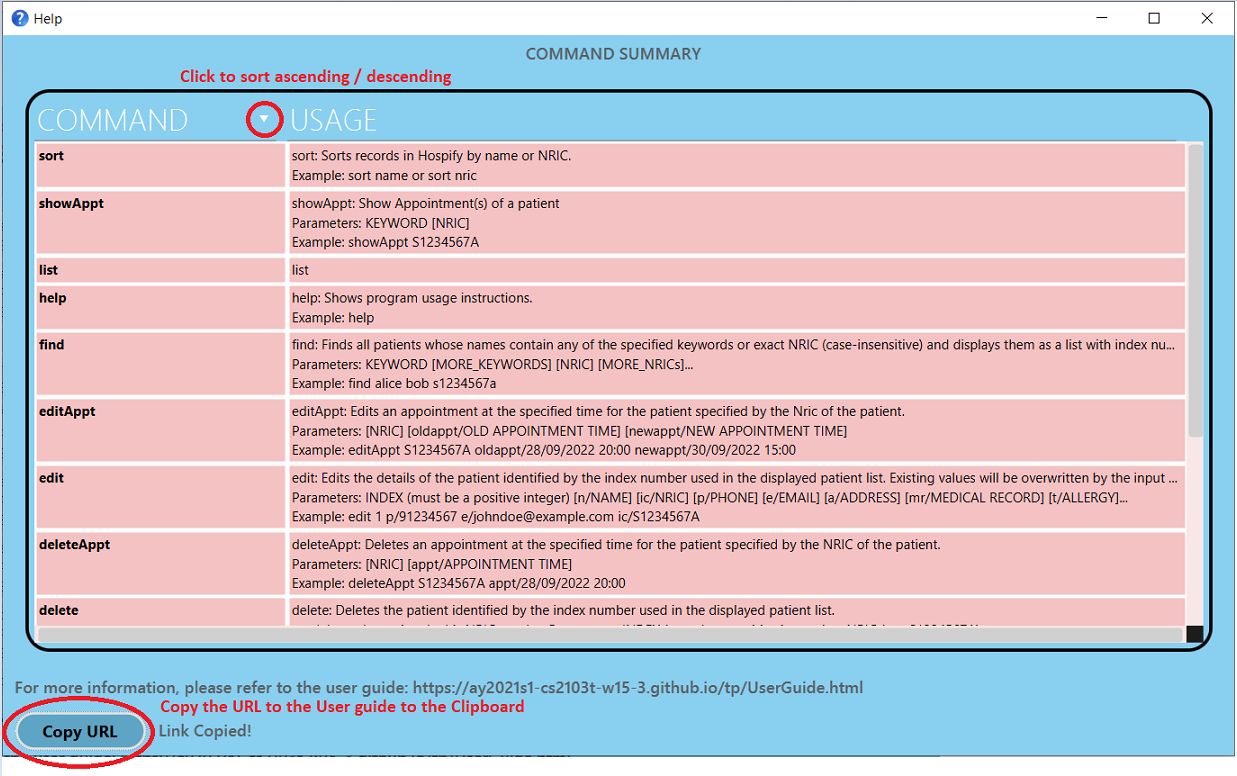 Help
COMMAND SUMMARY
Click to sort ascending / descending
COMMAND USAGE
sort
sort: Sorts records in Hospify by name or NRIC.
Example: sort name or sort nric
showAppt
showAppt: Show Appointment(s) of a patient
Parameters: KEYWORD [NRIC]
Example: showAppt S1234567A
list
list
help
help: Shows program usage instructions.
Example: help
find
find: Finds all patients whose names contain any of the specified keywords or exact NRIC (case-insensitive) and displays them as a list with index nu...
Parameters: KEYWORD [MORE_KEYWORDS] [NRIC] [MORE_NRICs]...
Example: find alice bob s1234567a
editAppt
editAppt: Edits an appointment at the specified time for the patient specified by the Nric of the patient.
Parameters: [NRIC] [oldappt/OLD APPOINTMENT TIME] [newappt/NEW APPOINTMENT TIME]
Example: editAppt S1234567A oldappt/28/09/2022 20:00 newappt/30/09/2022 15:00
edit
edit: Edits the details of the patient identified by the index number used in the displayed patient list. Existing values will be overwritten by the input ...
Parameters: INDEX (must be a positive integer) [n/NAME] [ic/NRIC] [p/PHONE] [e/EMAIL] [a/ADDRESS] [mr/MEDICAL RECORD] [t/ALLERGY]...
Example: edit 1 p/91234567 e/johndoe@example.com ic/S1234567A
deleteAppt
deleteAppt: Deletes an appointment at the specified time for the patient specified by the NRIC of the patient.
Parameters: [NRIC] [appt/APPOINTMENT TIME]
Example: deleteAppt S1234567A appt/28/09/2022 20:00
delete
delete: Deletes the patient identified by the index number used in the displayed patient list.
For more information, please refer to the user guide: https://ay2021s1-cs2103t-w15-3.github.io/tp/UserGuide.html
Copy the URL to the User guide to the Clipboard
Copy URL
Link Copied!